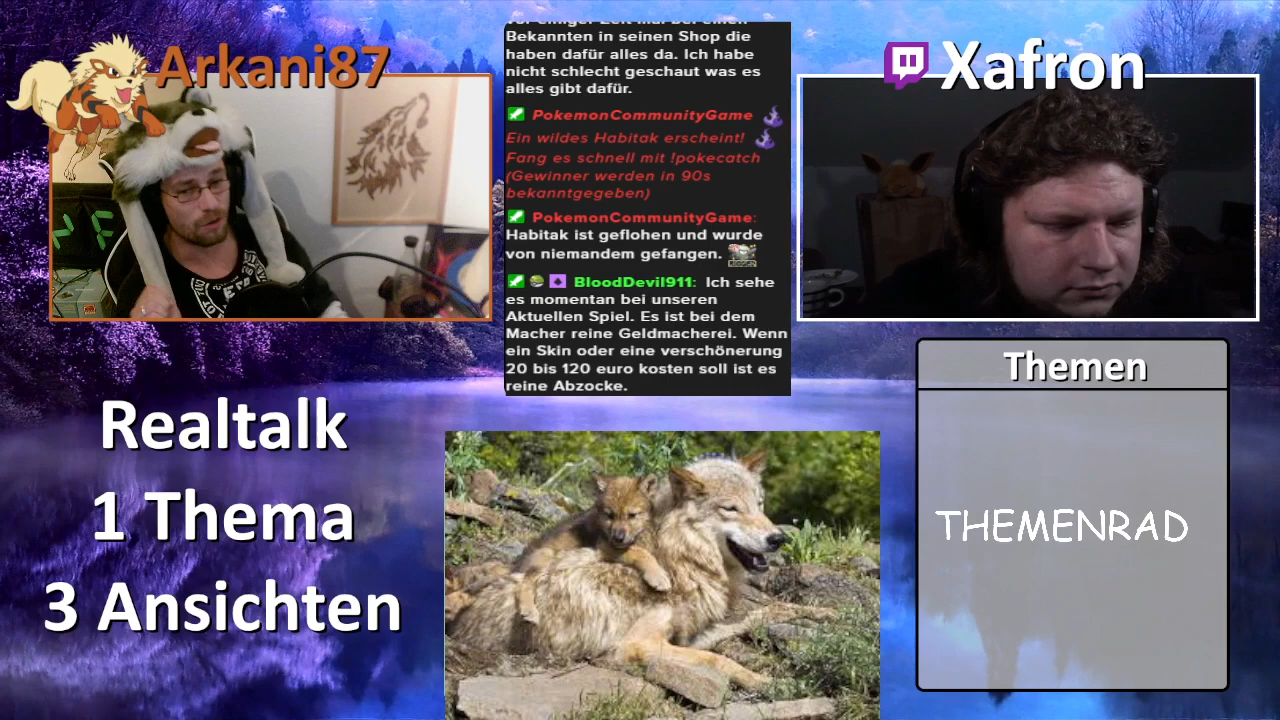 Arkani87
Bekannten in seinen Shop die
haben dafür alles da. Ich habe
nicht schlecht geschaut was es
alles gibt dafür.
PokemonCommunityGame
Ein wildes Habitak erscheint!
Fang es schnell mit !pokecatch
(Gewinner werden in 90s
bekanntgegeben)
PokemonCommunityGame:
Habitak ist geflohen und wurde
von niemandem gefangen.
BloodDevil911: Ich sehe
es momentan bei unseren
Aktuellen Spiel. Es ist bei dem
Macher reine Geldmacherei. Wenn
ein Skin oder eine verschönerung
20 bis 120 euro kosten soll ist es
reine Abzocke.
Xafron
Realtalk
1 Thema
3 Ansichten
Themen
THEMENRAD